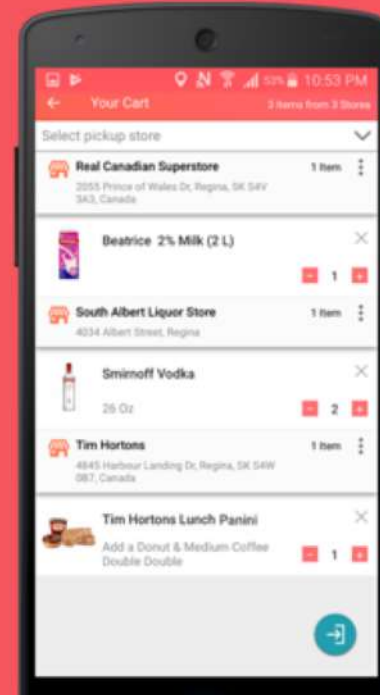 53% 10:53 PM
Your Cart 3 items from 3 Stores
Select pickup store
Real Canadian Superstore 1 Item
2055 Prince of Wales Dr, Regina, SK S4V
3A3, Canada
Beatrice 2% Milk (2 L)
1
South Albert Liquor Store 1 Item
4034 Albert Street, Regina
Smirnoff Vodka
26 Oz 2
Tim Hortons 1 Item
4845 Harbour Landing Dr, Regina, SK S4W
0B7, Canada
Tim Hortons Lunch Panini
Add a Donut & Medium Coffee
Double Double 1